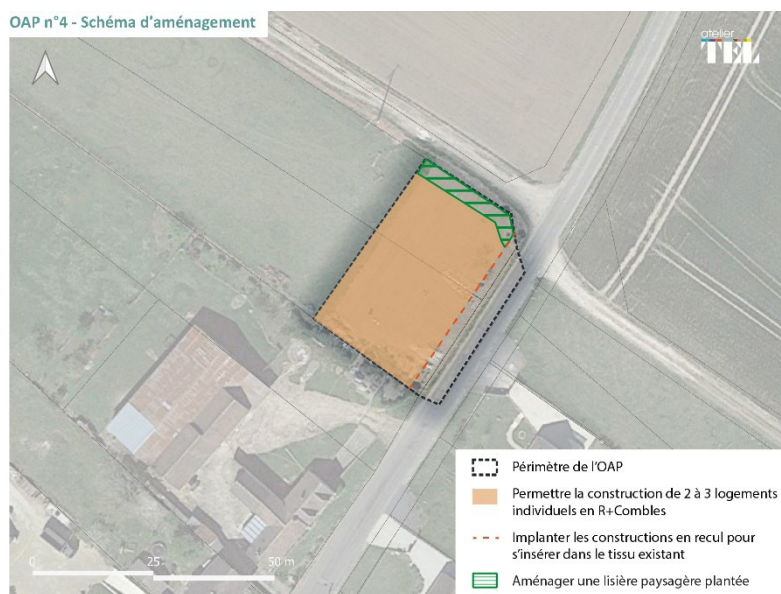 OAP n°4 - Schéma d'aménagement
atelier
TEL
Périmètre de l'OAP
Permettre la construction de 2 à 3 logements
individuels en R+Combles
Implanter les constructions en recul pour
s'insérer dans le tissu existant
Aménager une lisière paysagère plantée
0 25 50 m